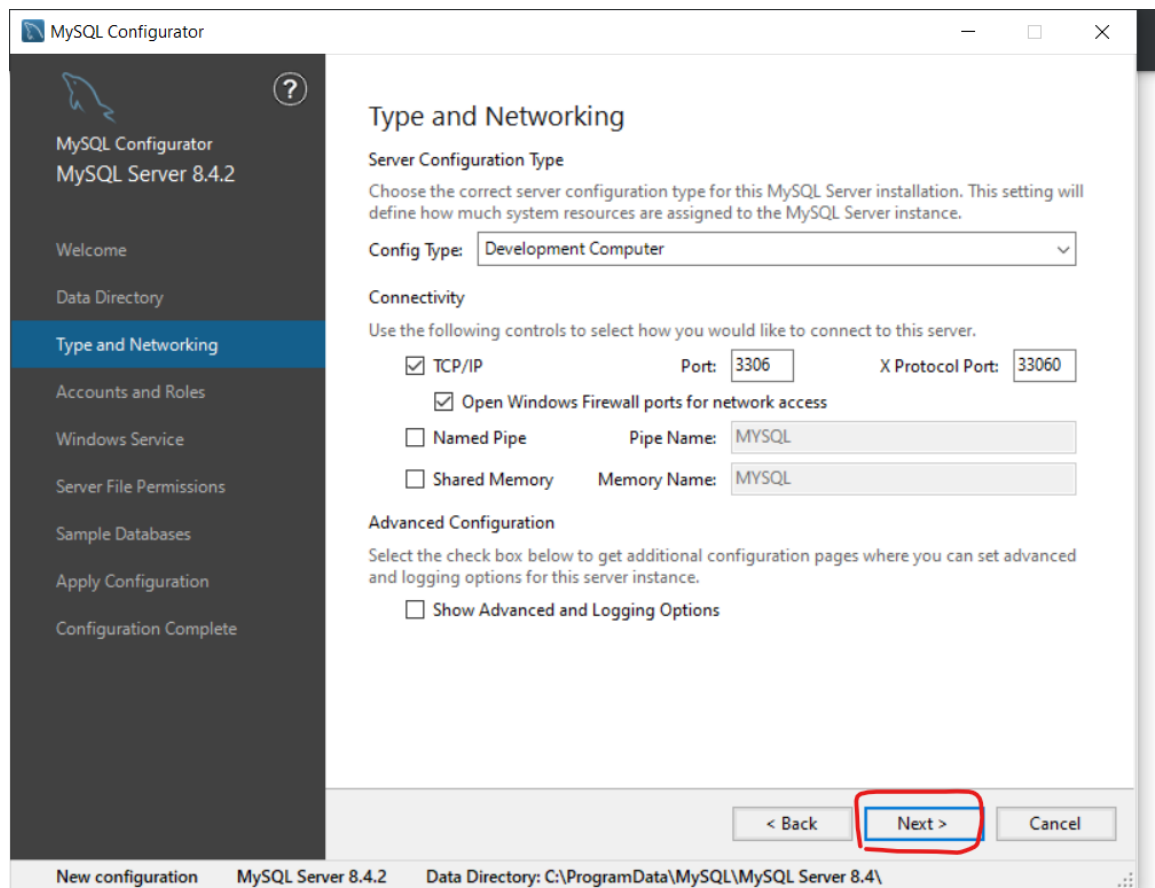 MySQL Configurator
?
MySQL Configurator
MySQL Server 8.4.2
Welcome
Data Directory
Type and Networking
Accounts and Roles
Windows Service
Server File Permissions
Sample Databases
Apply Configuration
Configuration Complete
Type and Networking
Server Configuration Type
Choose the correct server configuration type for this MySQL Server installation. This setting will
define how much system resources are assigned to the MySQL Server instance.
Config Type: Development Computer
Connectivity
Use the following controls to select how you would like to connect to this server.
TCP/IP Port: 3306 X Protocol Port: 33060
Open Windows Firewall ports for network access
Named Pipe Pipe Name: MYSQL
Shared Memory Memory Name: MYSQL
Advanced Configuration
Select the check box below to get additional configuration pages where you can set advanced
and logging options for this server instance.
Show Advanced and Logging Options
< Back Next > Cancel
New configuration MySQL Server 8.4.2 Data Directory: C:\ProgramData\MySQL\MySQL Server 8.4\